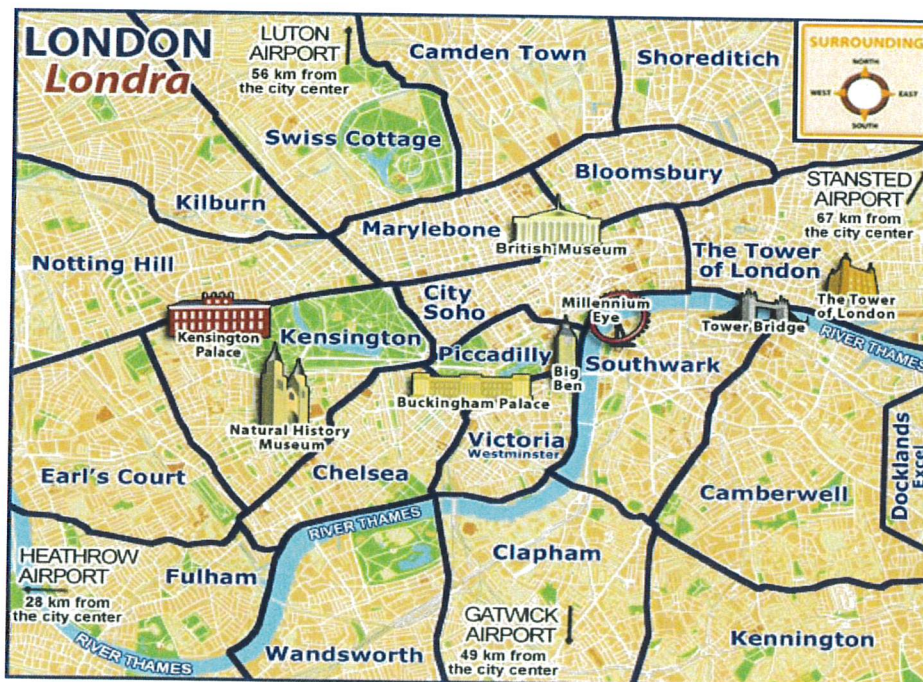 LONDON
Londra
LUTON
AIRPORT
56 km from
the city center
Camden Town
Shoreditich
SURROUNDING
NORTH
WEST
EAST
SOUTH
Swiss Cottage
Bloomsbury
STANSTED
AIRPORT
67 km from
the city center
Kilburn
Marylebone
British Museum
Notting Hill
The Tower
of London
City
Soho
Millennium
Eye
The Tower
of London
Tower Bridge
Kensington
Palace
Kensington
Piccadilly
Big
Ben
Southwark
RIVER THAMES
Buckingham Palace
Natural History
Museum
Victoria
Westminster
Earl's Court
Chelsea
Camberwell
Docklands
Excel
RIVER THAMES
HEATHROW
AIRPORT
28 km from
the city center
Fulham
Clapham
GATWICK
AIRPORT
49 km from
the city center
Kennington
RIVER THAMES
Wandsworth